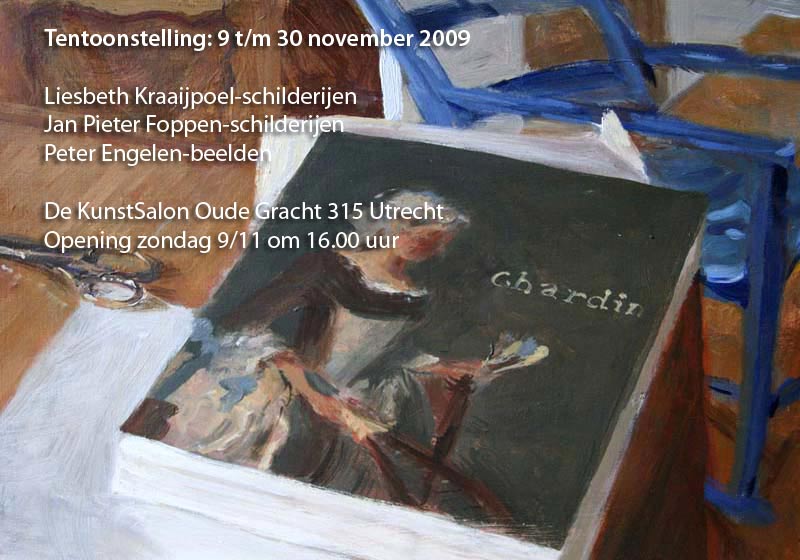 Tentoonstelling: 9 t/m 30 november 2009
Liesbeth Kraaijpoel-schilderijen
Jan Pieter Foppen-schilderijen
Peter Engelen-beelden
De KunstSalon Oude Gracht 315 Utrecht
Opening zondag 9/11 om 16.00 uur
chardin